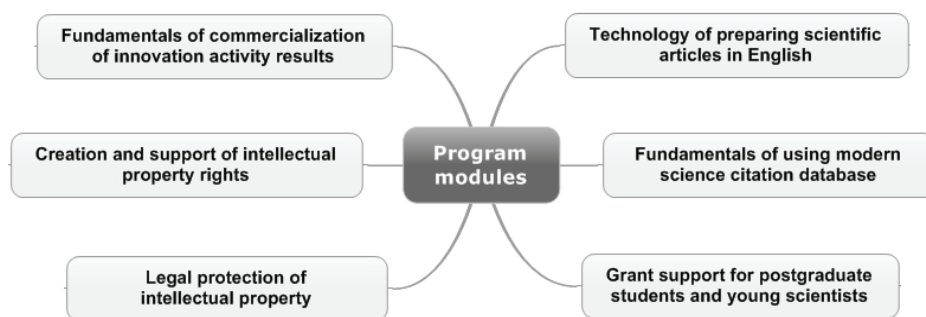 Fundamentals of commercialization
of innovation activity results
Technology of preparing scientific
articles in English
Creation and support of intellectual
property rights
Program
modules
Fundamentals of using modern
science citation database
Legal protection of
intellectual property
Grant support for postgraduate
students and young scientists